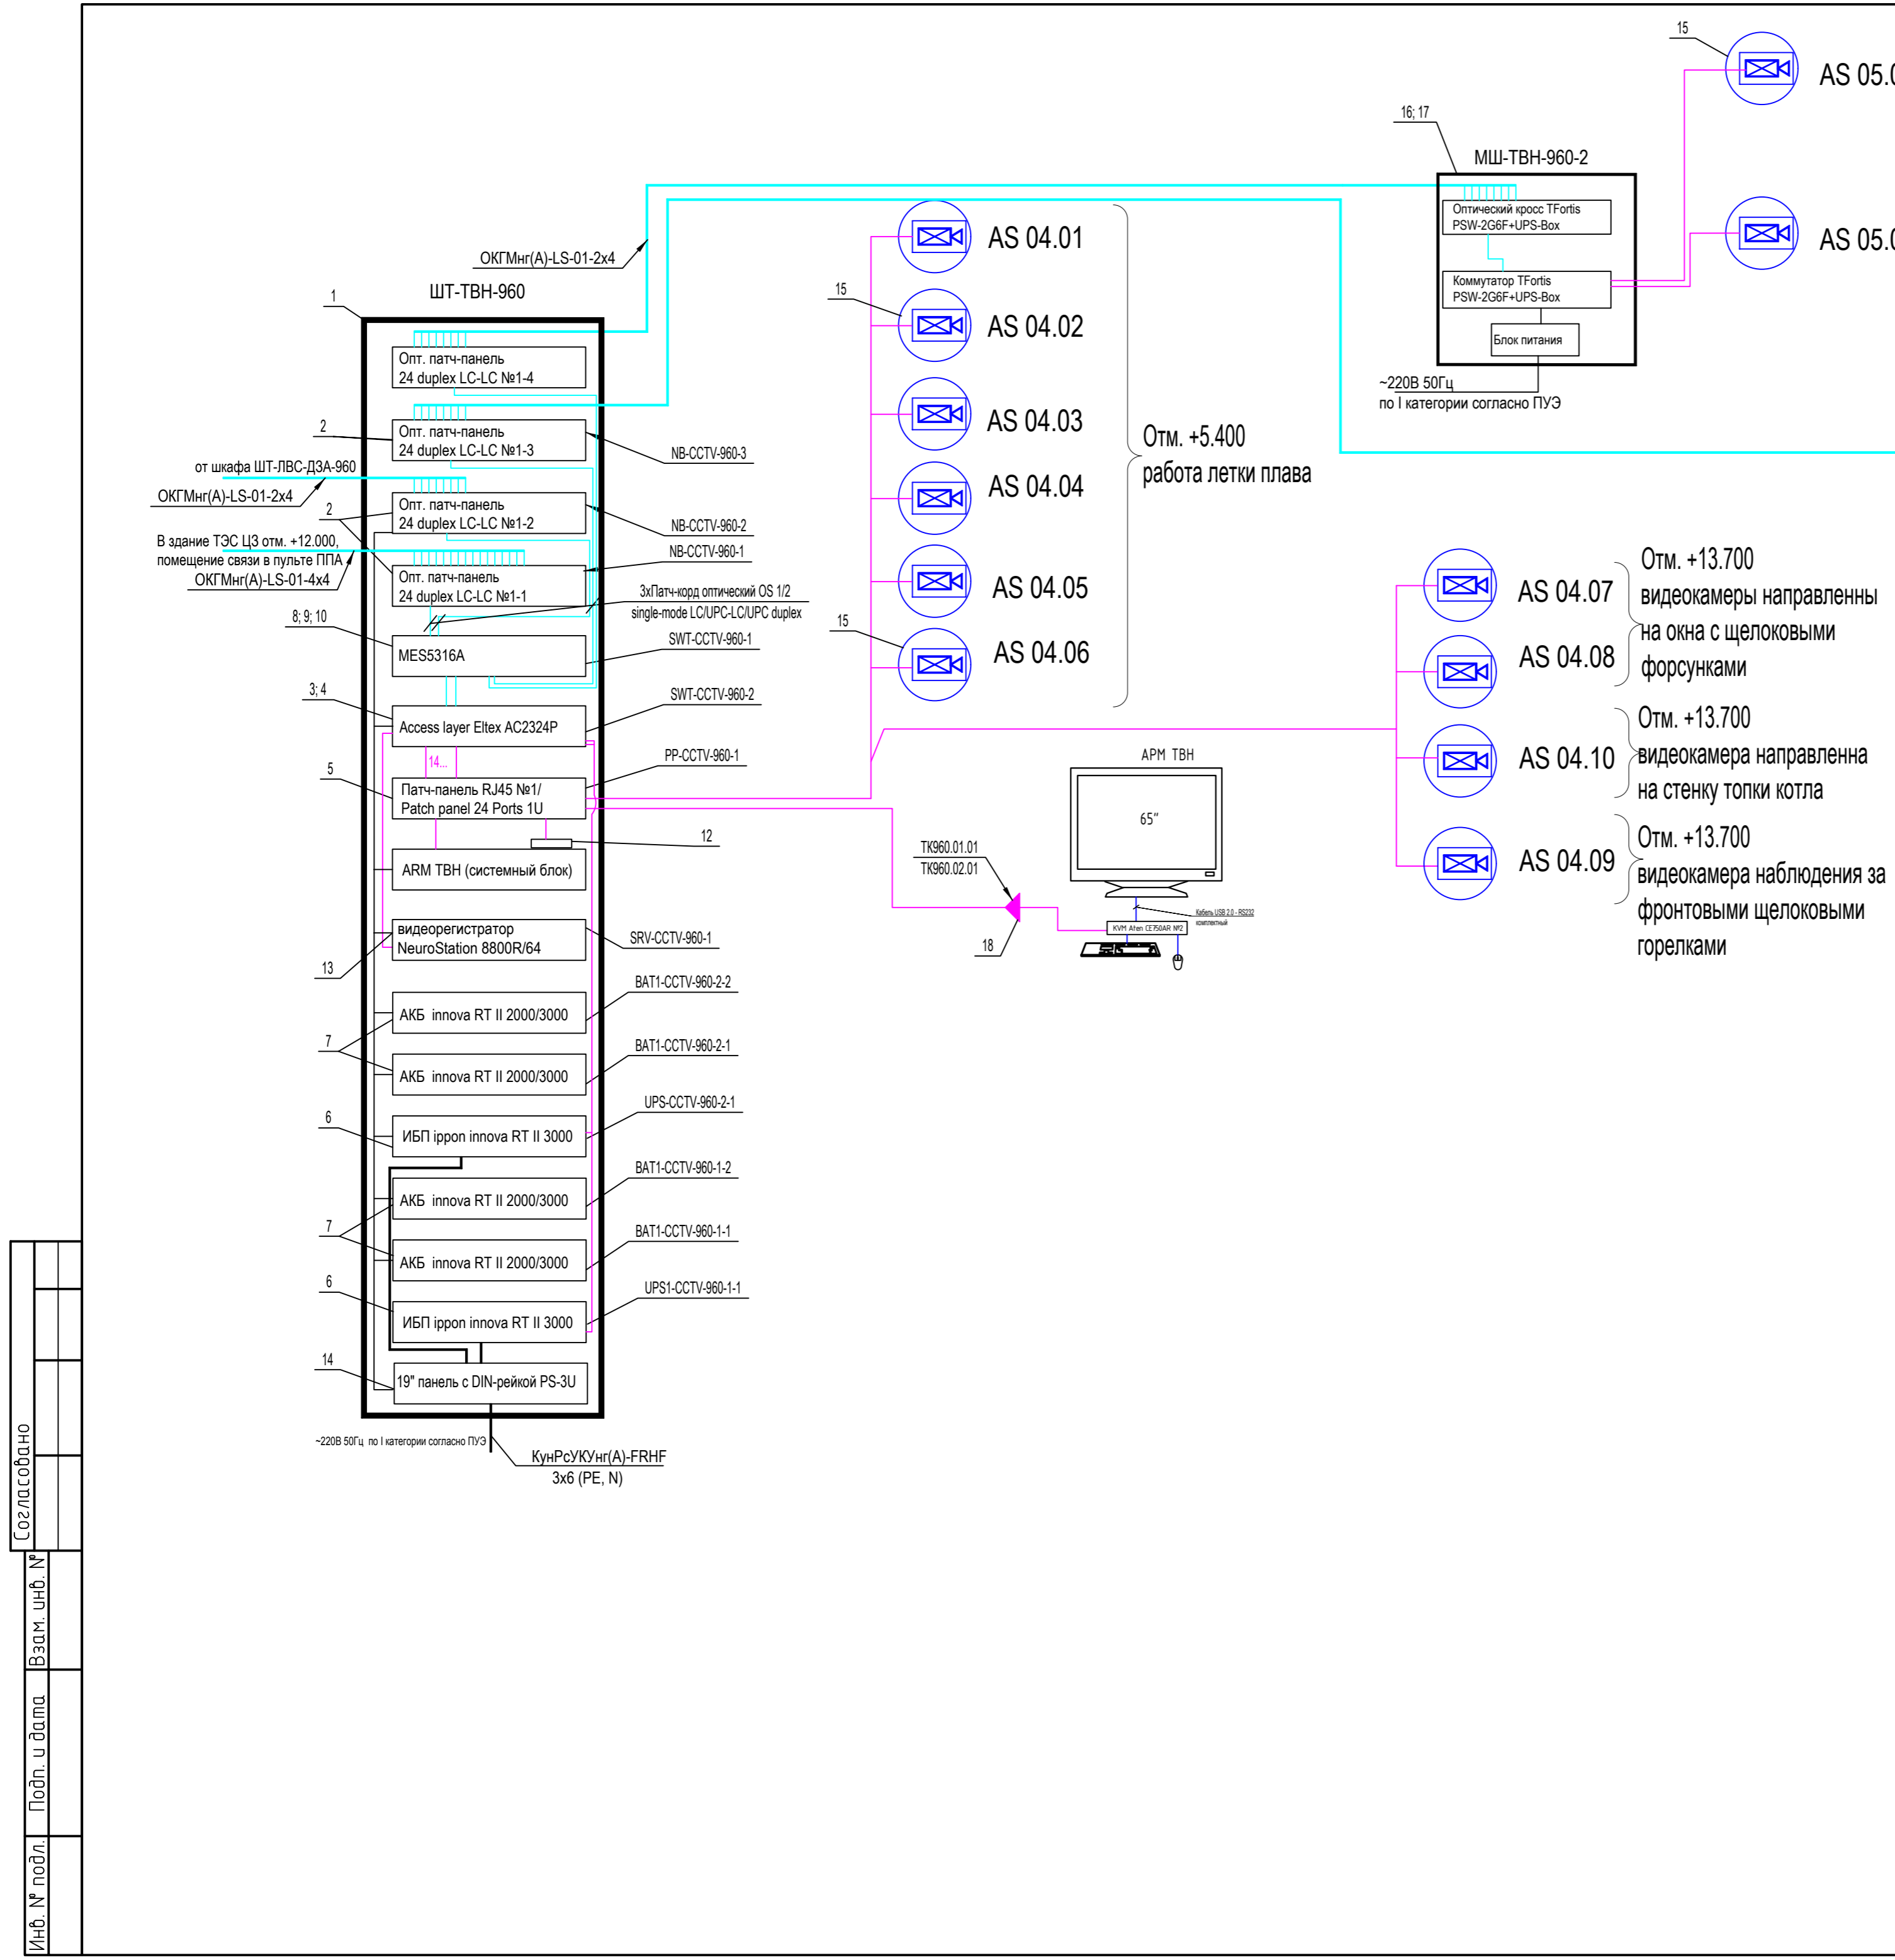 15
AS 05.0
16; 17
МШ-ТВН-960-2
Оптический кросс TFortis
PSW-2G6F+UPS-Box
Коммутатор TFortis
PSW-2G6F+UPS-Box
Блок питания
~220В 50Гц
по I категории согласно ПУЭ
AS 05.0
ОКГМнг(А)-LS-01-2х4
ШТ-ТВН-960
1
Опт. патч-панель
24 duplex LC-LC №1-4
2
Опт. патч-панель
24 duplex LC-LC №1-3
NB-CCTV-960-3
от шкафа ШТ-ЛВС-ДЗА-960
ОКГМнг(А)-LS-01-2х4
2
Опт. патч-панель
24 duplex LC-LC №1-2
NB-CCTV-960-2
В здание ТЭС ЦЗ отм. +12.000,
помещение связи в пульте ППА
ОКГМнг(А)-LS-01-4х4
Опт. патч-панель
24 duplex LC-LC №1-1
NB-CCTV-960-1
3хПатч-корд оптический OS 1/2
single-mode LC/UPC-LC/UPC duplex
8; 9; 10
MES5316A
SWT-CCTV-960-1
3; 4
Access layer Eltex AC2324P
SWT-CCTV-960-2
14...
5
Патч-панель RJ45 №1/
Patch panel 24 Ports 1U
PP-CCTV-960-1
12
ARM ТВН (системный блок)
видеорегистратор
NeuroStation 8800R/64
SRV-CCTV-960-1
13
АКБ innova RT II 2000/3000
BAT1-CCTV-960-2-2
7
АКБ innova RT II 2000/3000
BAT1-CCTV-960-2-1
6
ИБП ippon innova RT II 3000
UPS-CCTV-960-2-1
АКБ innova RT II 2000/3000
BAT1-CCTV-960-1-2
7
АКБ innova RT II 2000/3000
BAT1-CCTV-960-1-1
6
ИБП ippon innova RT II 3000
UPS1-CCTV-960-1-1
14
19" панель с DIN-рейкой PS-3U
~220В 50Гц по I категории согласно ПУЭ
КунРсУКУнг(А)-FRHF
3х6 (PE, N)
AS 04.01
15
AS 04.02
AS 04.03
AS 04.04
AS 04.05
15
AS 04.06
Отм. +5.400
работа летки плава
АРМ ТВН
65"
ТК960.01.01
ТК960.02.01
18
Кабель USB 2.0 - RS232
комплектный
KVM Aten CE750AR №2
AS 04.07
AS 04.08
Отм. +13.700
видеокамеры направленны
на окна с щелоковыми
форсунками
AS 04.10
Отм. +13.700
видеокамера направленна
на стенку топки котла
AS 04.09
Отм. +13.700
видеокамера наблюдения за
фронтовыми щелоковыми
горелками
Согласовано
Взам. инв. №
Подп. и дата
Инв. № подл.